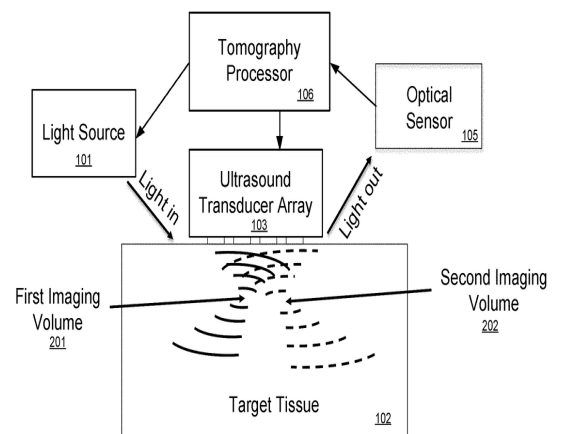 Tomography
Processor
106
Light Source
101
Optical
Sensor
105
Ultrasound
Transducer Array
103
Light in
Light out
First Imaging
Volume
201
Second Imaging
Volume
202
Target Tissue
102